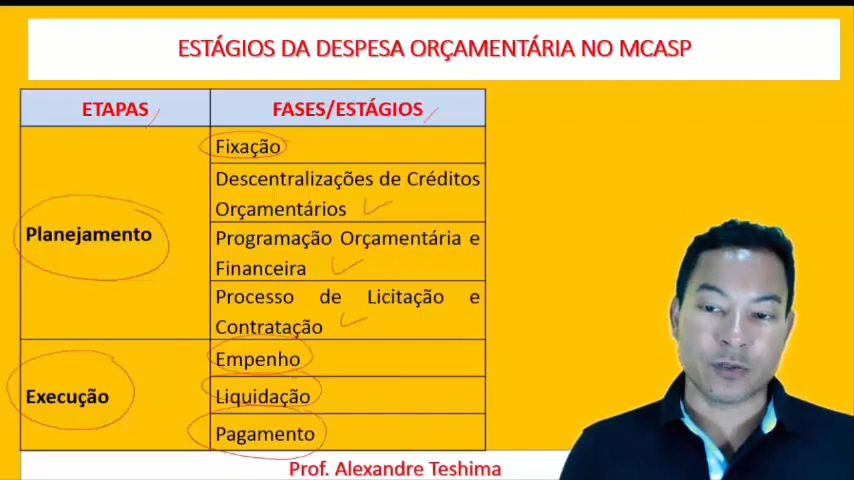 ESTÁGIOS DA DESPESA ORÇAMENTÁRIA NO MCASP
ETAPAS
FASES/ESTÁGIOS
Planejamento
Fixação
Descentralizações de Créditos
Orçamentários
Programação Orçamentária e
Financeira
Processo de Licitação e
Contratação
Execução
Empenho
Liquidação
Pagamento
Prof. Alexandre Teshima